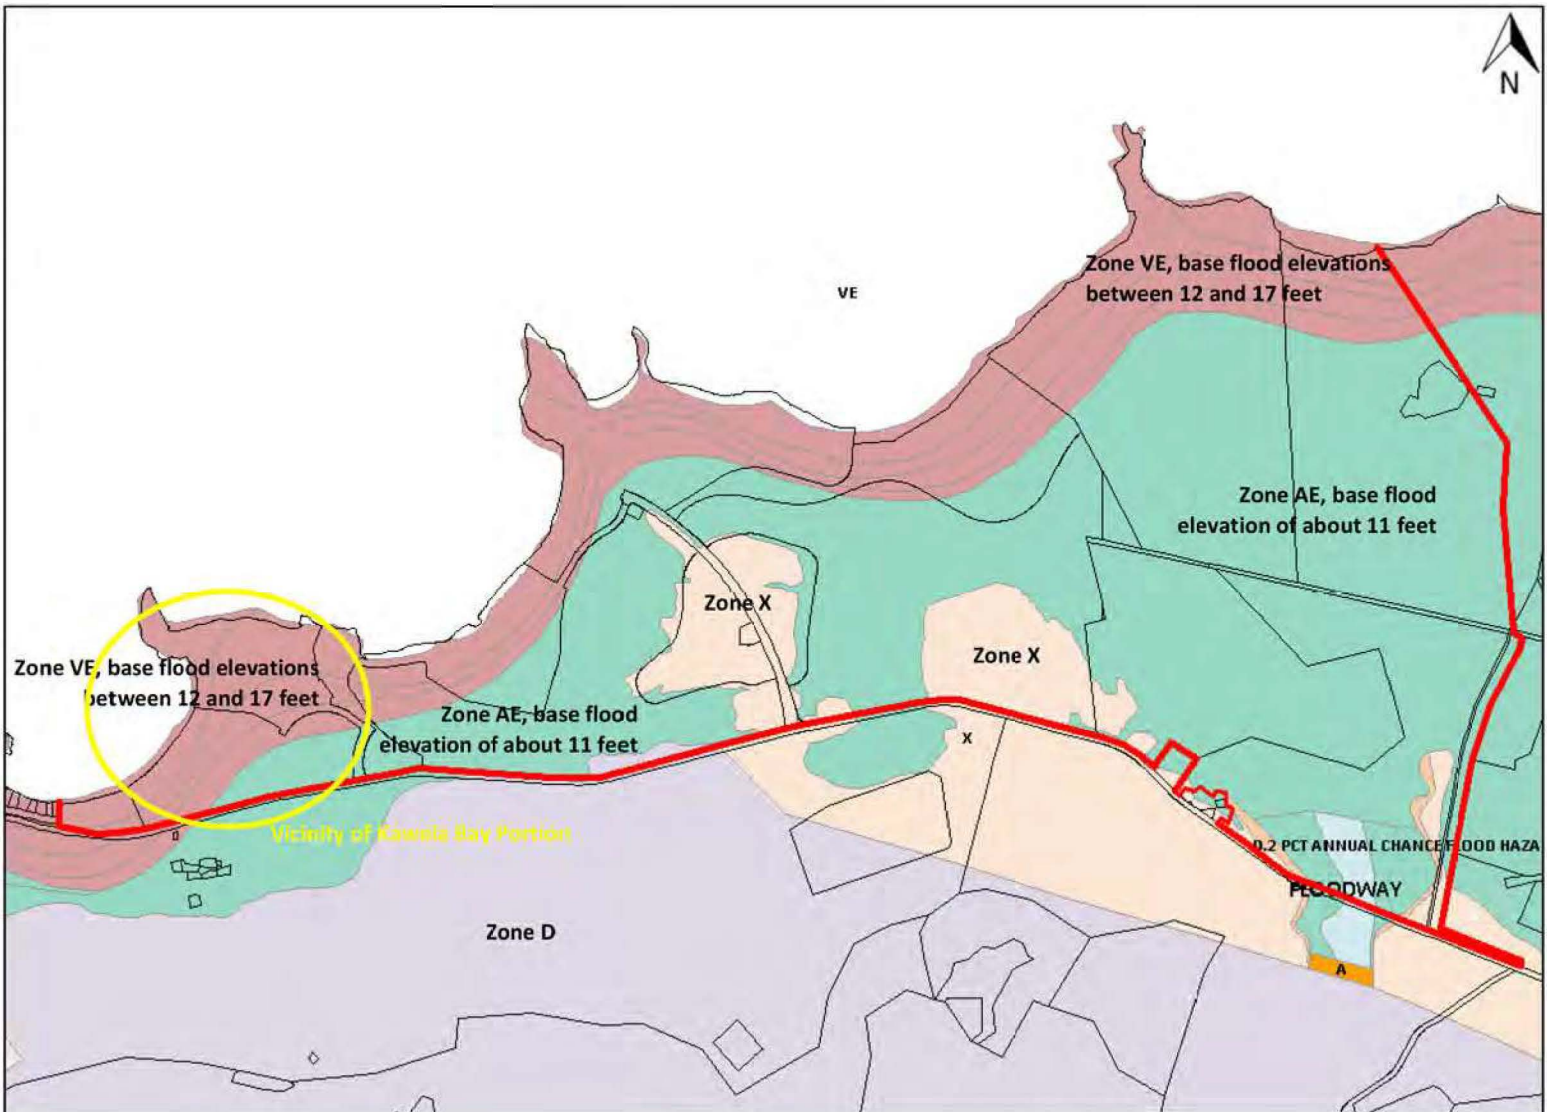 N
Zone VE, base flood elevations
between 12 and 17 feet
VE
Zone AE, base flood
elevation of about 11 feet
Zone X
Zone X
Zone VE, base flood elevations
between 12 and 17 feet
Zone AE, base flood
elevation of about 11 feet
X
Vicinity of Kawela Bay Portion
0.2 PCT ANNUAL CHANCE FLOOD HAZA
FLOODWAY
Zone D
A